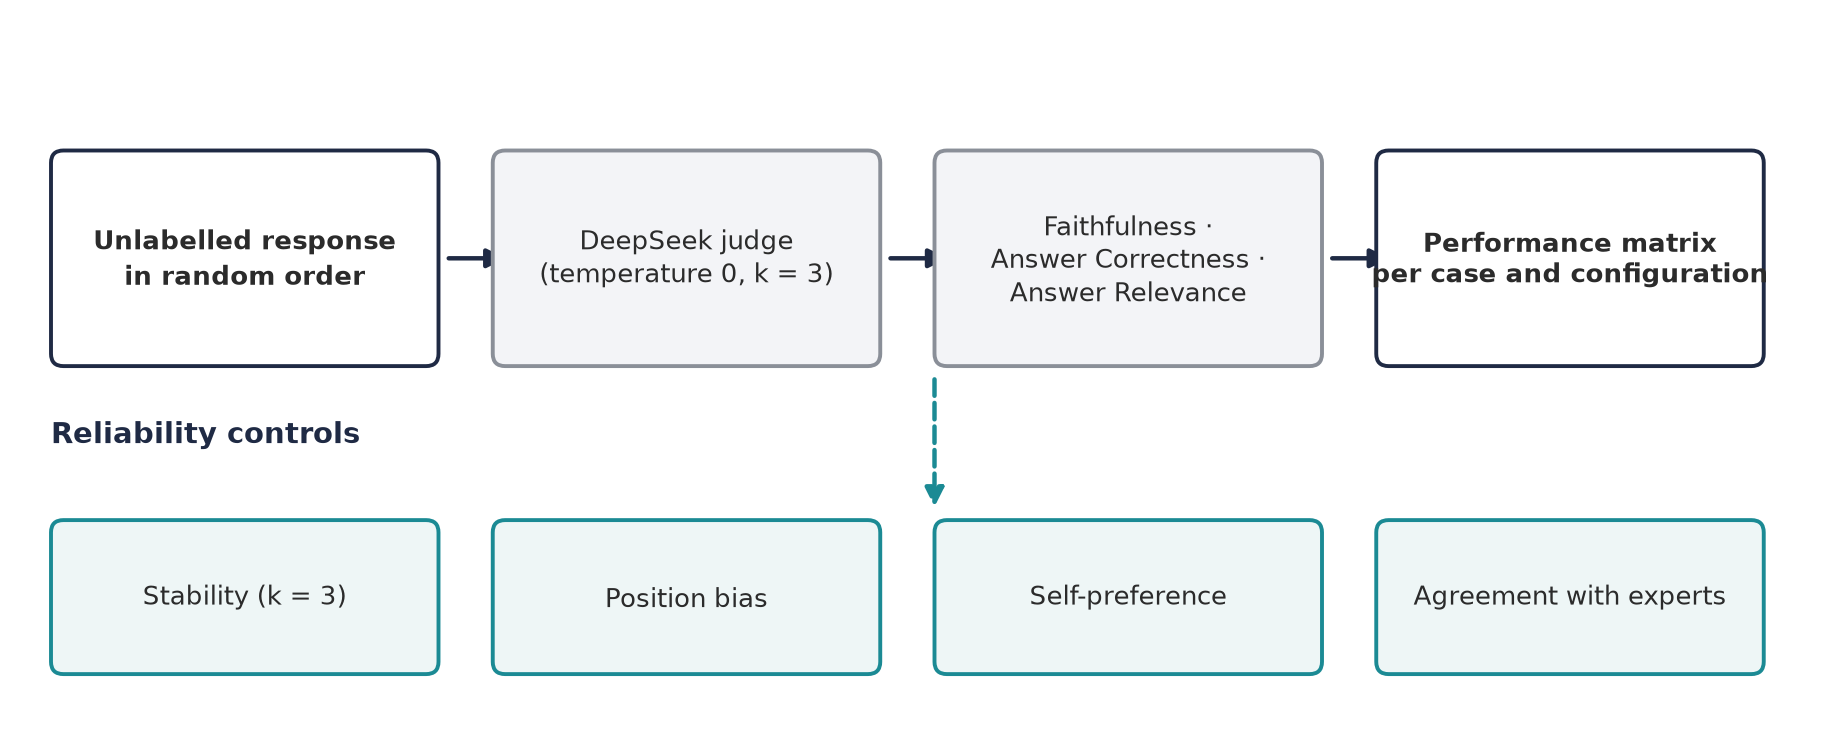 Unlabelled response
in random order
DeepSeek judge
(temperature 0, k = 3)
Faithfulness ·
Answer Correctness ·
Answer Relevance
Performance matrix
per case and configuration
Reliability controls
Stability (k = 3)
Position bias
Self-preference
Agreement with experts